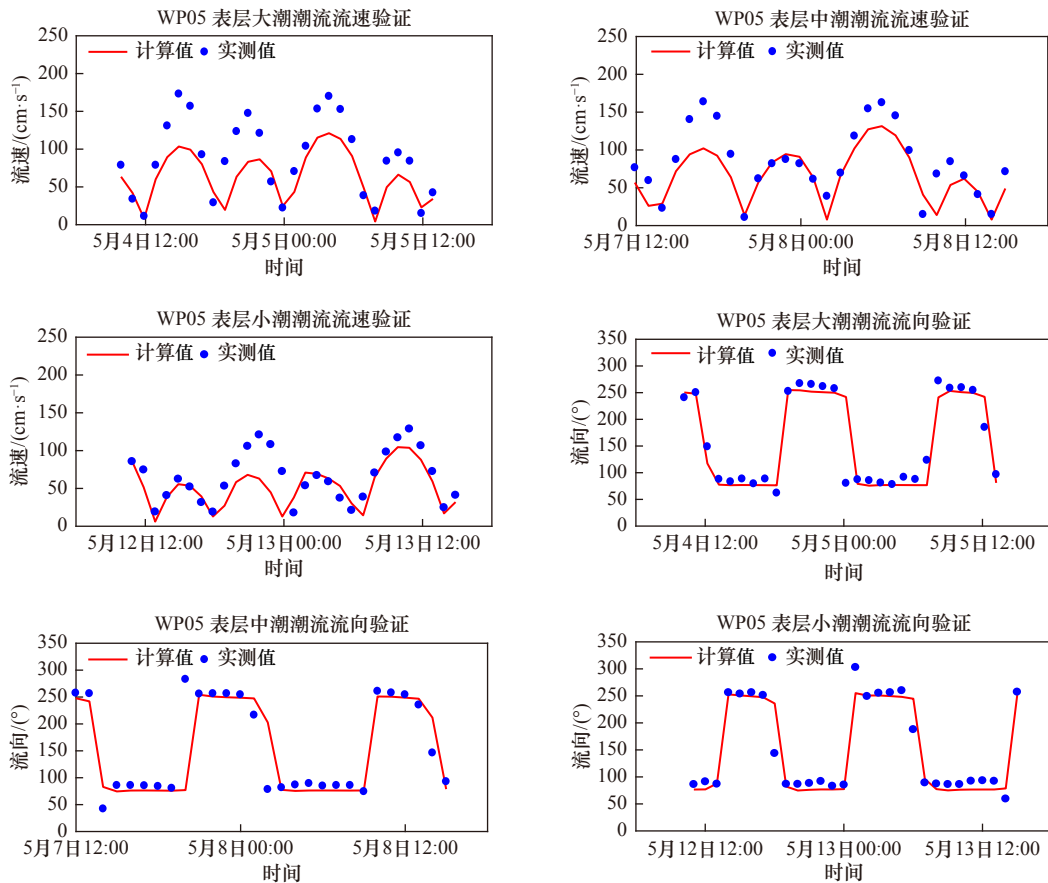 WP05 表层大潮潮流流速验证
250
200
150
100
50
0
流速/(cm·s⁻¹)
计算值 实测值
5月4日12:00 5月5日00:00 5月5日12:00
时间
WP05 表层中潮潮流流速验证
250
200
150
100
50
0
流速/(cm·s⁻¹)
计算值 实测值
5月7日12:00 5月8日00:00 5月8日12:00
时间
WP05 表层小潮潮流流速验证
250
200
150
100
50
0
流速/(cm·s⁻¹)
计算值 实测值
5月12日12:00 5月13日00:00 5月13日12:00
时间
WP05 表层大潮潮流流向验证
350
300
250
200
150
100
50
0
流向/(°)
计算值 实测值
5月4日12:00 5月5日00:00 5月5日12:00
时间
WP05 表层中潮潮流流向验证
350
300
250
200
150
100
50
0
流向/(°)
计算值 实测值
5月7日12:00 5月8日00:00 5月8日12:00
时间
WP05 表层小潮潮流流向验证
350
300
250
200
150
100
50
0
流向/(°)
计算值 实测值
5月12日12:00 5月13日00:00 5月13日12:00
时间